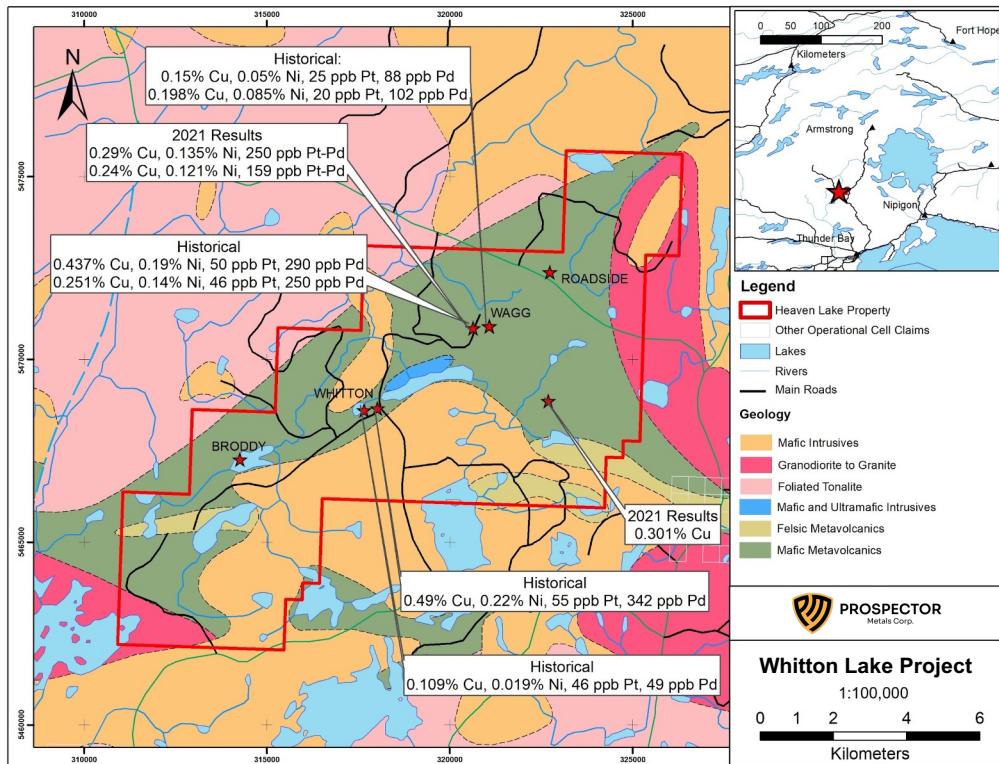 310000
315000
320000
325000
5475000
5470000
5465000
5460000
N
Historical:
0.15% Cu, 0.05% Ni, 25 ppb Pt, 88 ppb Pd
0.198% Cu, 0.085% Ni, 20 ppb Pt, 102 ppb Pd
2021 Results
0.29% Cu, 0.135% Ni, 250 ppb Pt-Pd
0.24% Cu, 0.121% Ni, 159 ppb Pt-Pd
Historical
0.437% Cu, 0.19% Ni, 50 ppb Pt, 290 ppb Pd
0.251% Cu, 0.14% Ni, 46 ppb Pt, 250 ppb Pd
ROADSIDE
WAGG
WHITTON
BRODDY
2021 Results
0.301% Cu
Historical
0.49% Cu, 0.22% Ni, 55 ppb Pt, 342 ppb Pd
Historical
0.109% Cu, 0.019% Ni, 46 ppb Pt, 49 ppb Pd
310000
315000
320000
325000
0 50 100 200
Kilometers
Fort Hope
Armstrong
Nipigon
Thunder Bay
Legend
Heaven Lake Property
Other Operational Cell Claims
Lakes
Rivers
Main Roads
Geology
Mafic Intrusives
Granodiorite to Granite
Foliated Tonalite
Mafic and Ultramafic Intrusives
Felsic Metavolcanics
Mafic Metavolcanics
PROSPECTOR
Metals Corp.
Whitton Lake Project
1:100,000
0 1 2 4 6
Kilometers